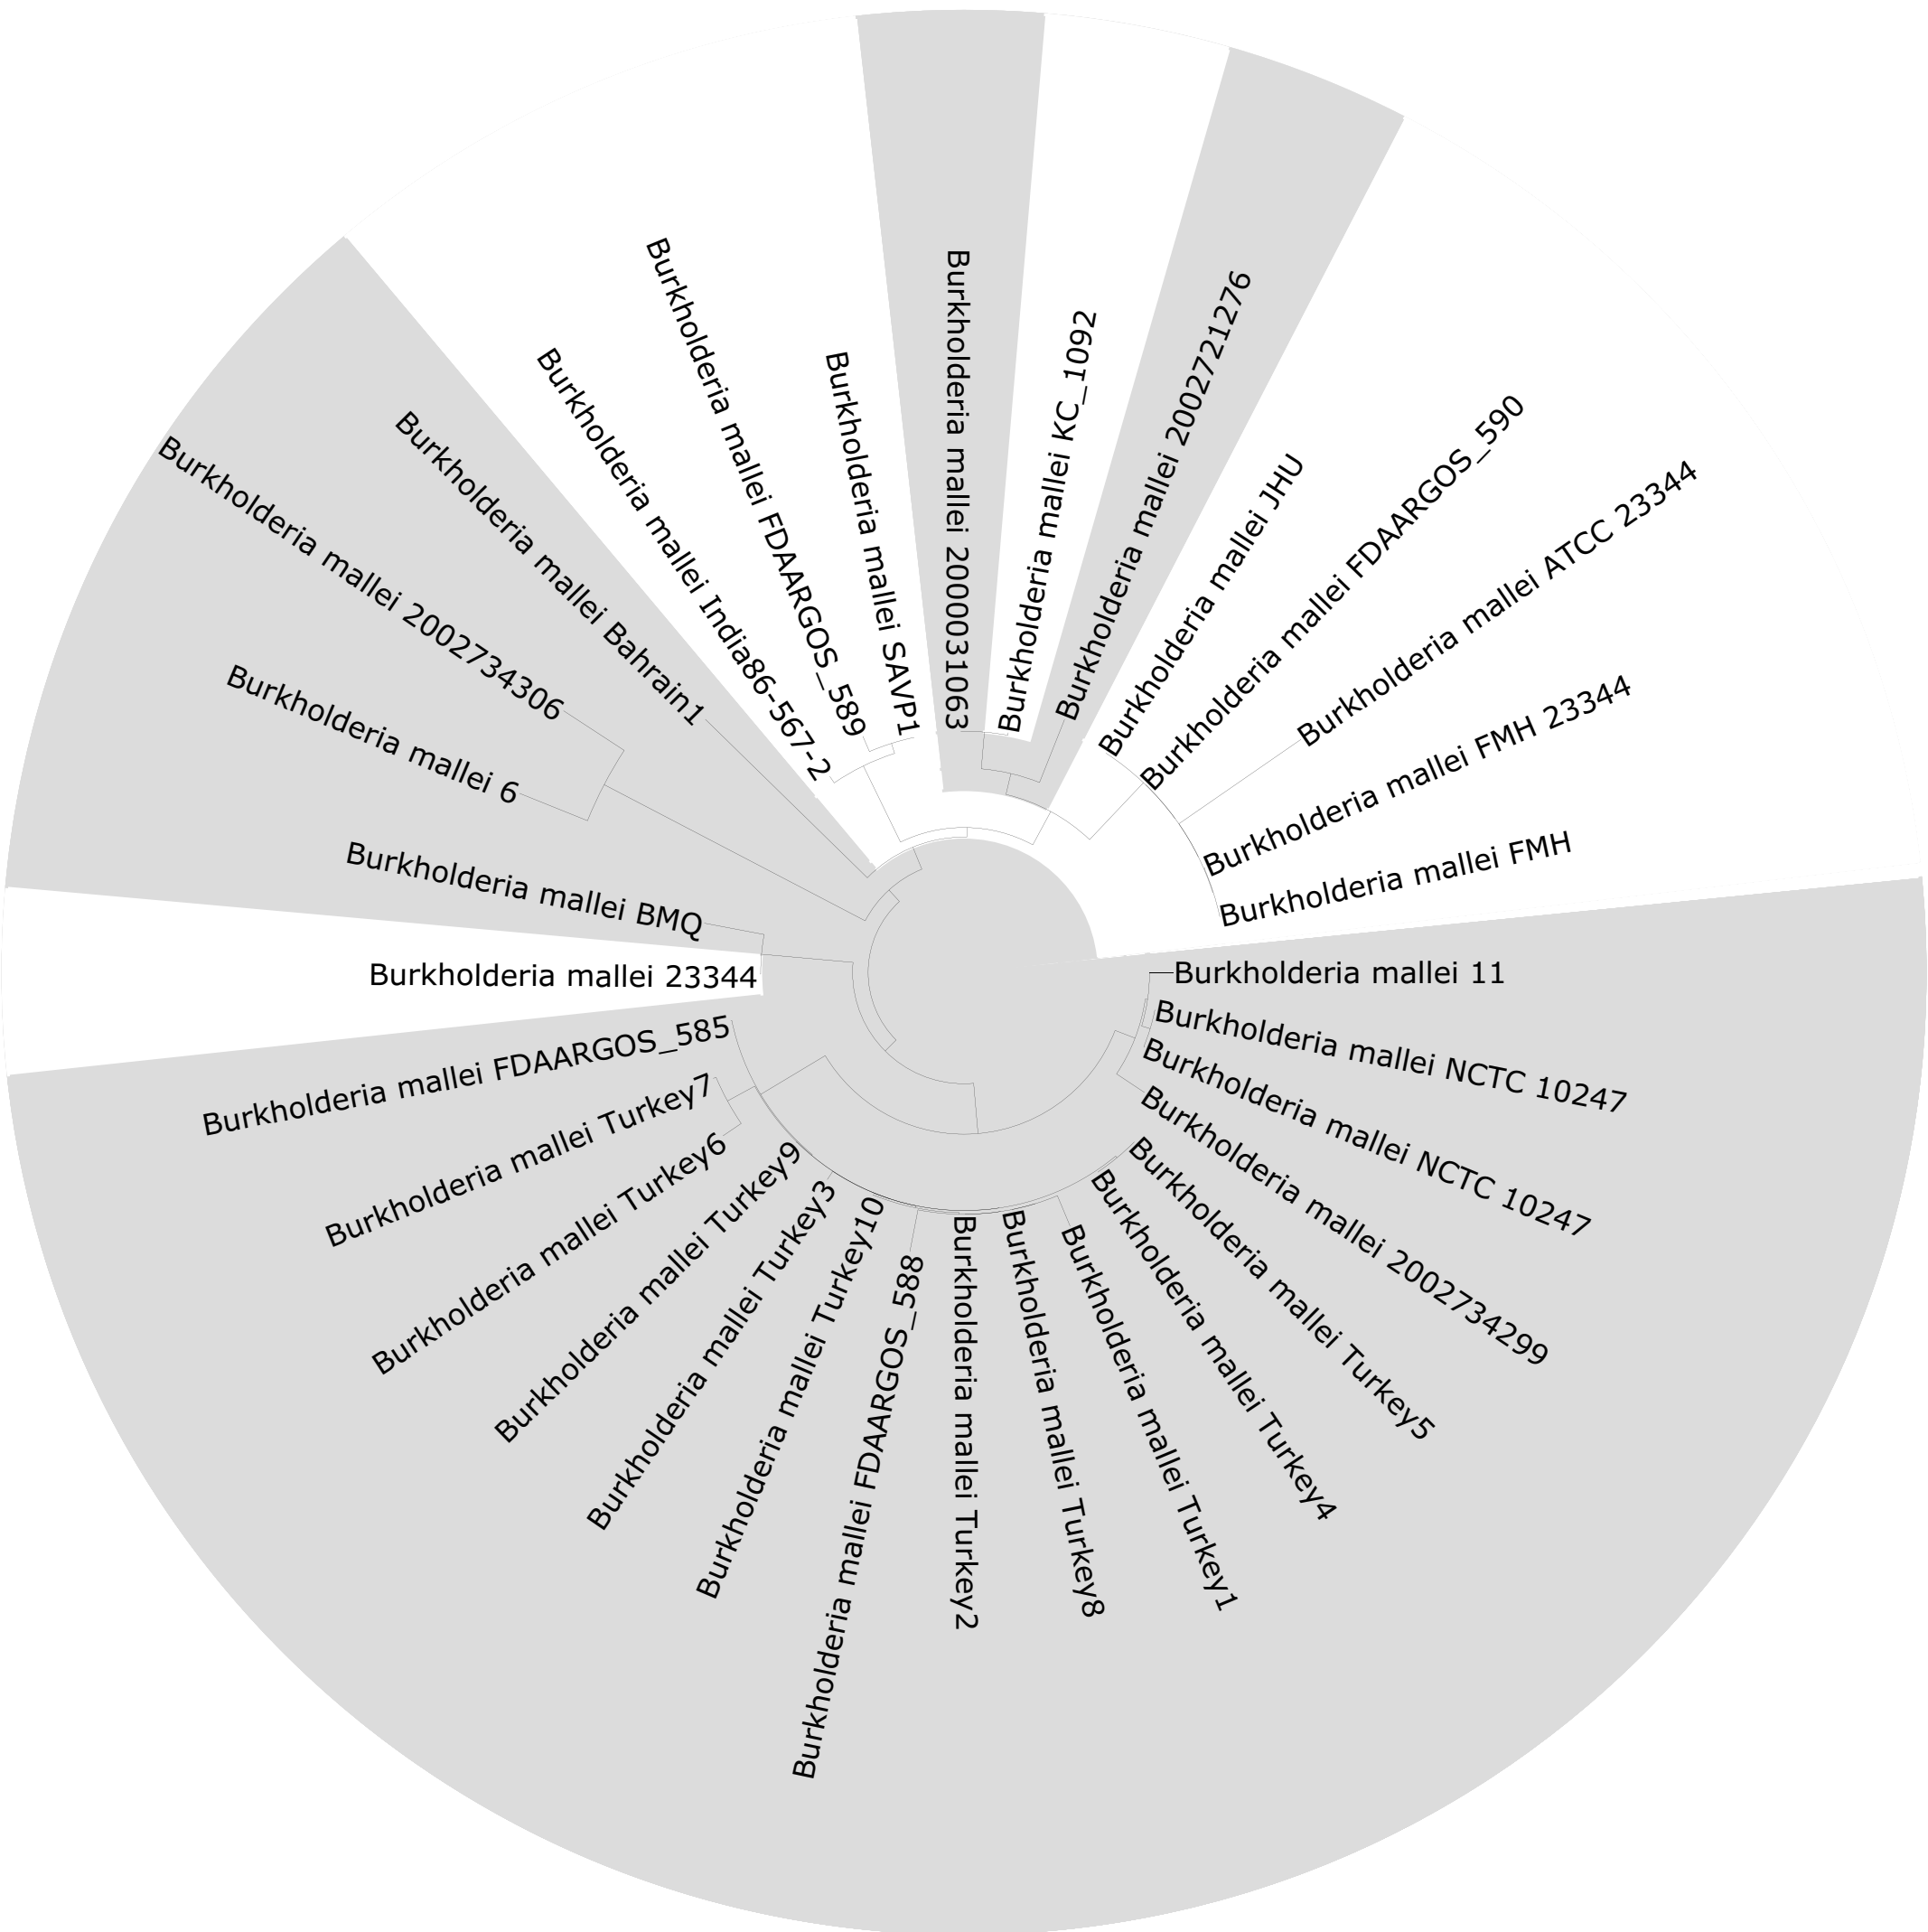 Burkholderia mallei 2000031063
Burkholderia mallei KC_1092
Burkholderia mallei 2002721276
Burkholderia mallei JHU
Burkholderia mallei FDAARGOS_590
Burkholderia mallei ATCC 23344
Burkholderia mallei FMH 23344
Burkholderia mallei FMH
Burkholderia mallei 11
Burkholderia mallei NCTC 10247
Burkholderia mallei NCTC 10247
Burkholderia mallei 2002734299
Burkholderia mallei Turkey5
Burkholderia mallei Turkey4
Burkholderia mallei Turkey1
Burkholderia mallei Turkey8
Burkholderia mallei Turkey2
Burkholderia mallei FDAARGOS_588
Burkholderia mallei Turkey10
Burkholderia mallei Turkey3
Burkholderia mallei Turkey9
Burkholderia mallei Turkey6
Burkholderia mallei Turkey7
Burkholderia mallei FDAARGOS_585
Burkholderia mallei 23344
Burkholderia mallei BMQ
Burkholderia mallei 6
Burkholderia mallei 2002734306
Burkholderia mallei Bahrain1
Burkholderia mallei India86-567-2
Burkholderia mallei FDAARGOS_589
Burkholderia mallei SAVP1